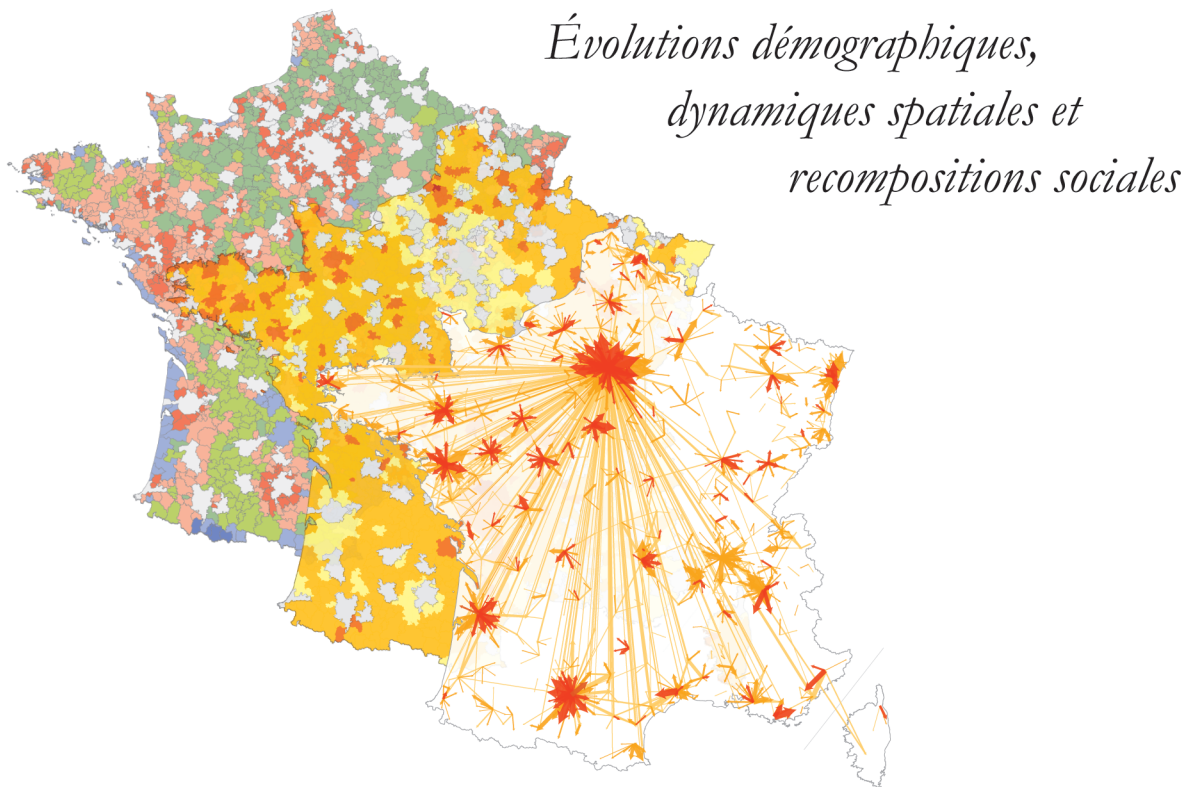 Évolutions démographiques,
dynamiques spatiales et
recompositions sociales